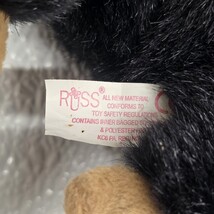 RUSS
ALL NEW MATERIAL
CONFORMS TO
TOY SAFETY REGULATIONS
CONTAINS INNER BAGGED
& POLYESTER